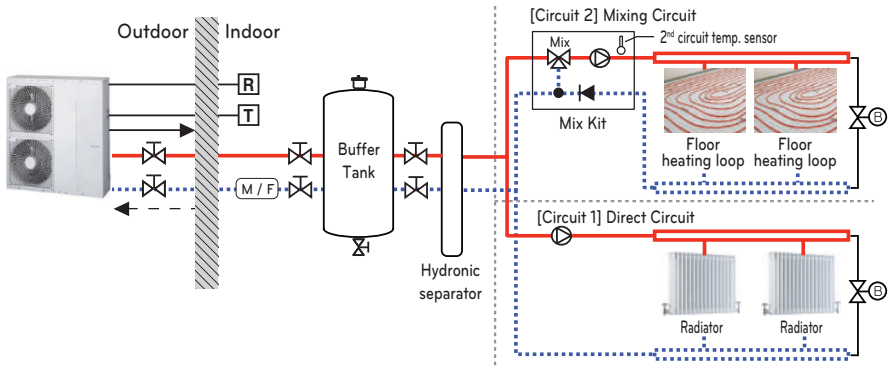 Outdoor
Indoor
R
T
M / F
Buffer
Tank
Hydronic
separator
[Circuit 2] Mixing Circuit
Mix
2nd circuit temp. sensor
Mix Kit
Floor
heating loop
Floor
heating loop
B
[Circuit 1] Direct Circuit
Radiator
Radiator
B